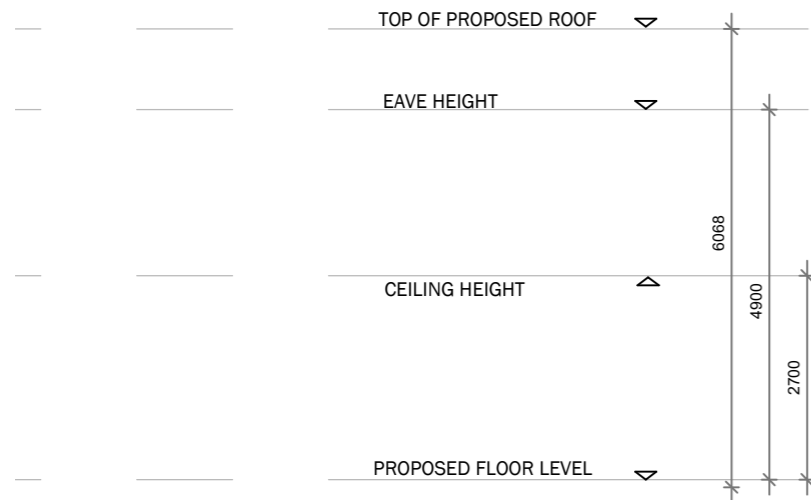 TOP OF PROPOSED ROOF
EAVE HEIGHT
6068
CEILING HEIGHT
4900
2700
PROPOSED FLOOR LEVEL